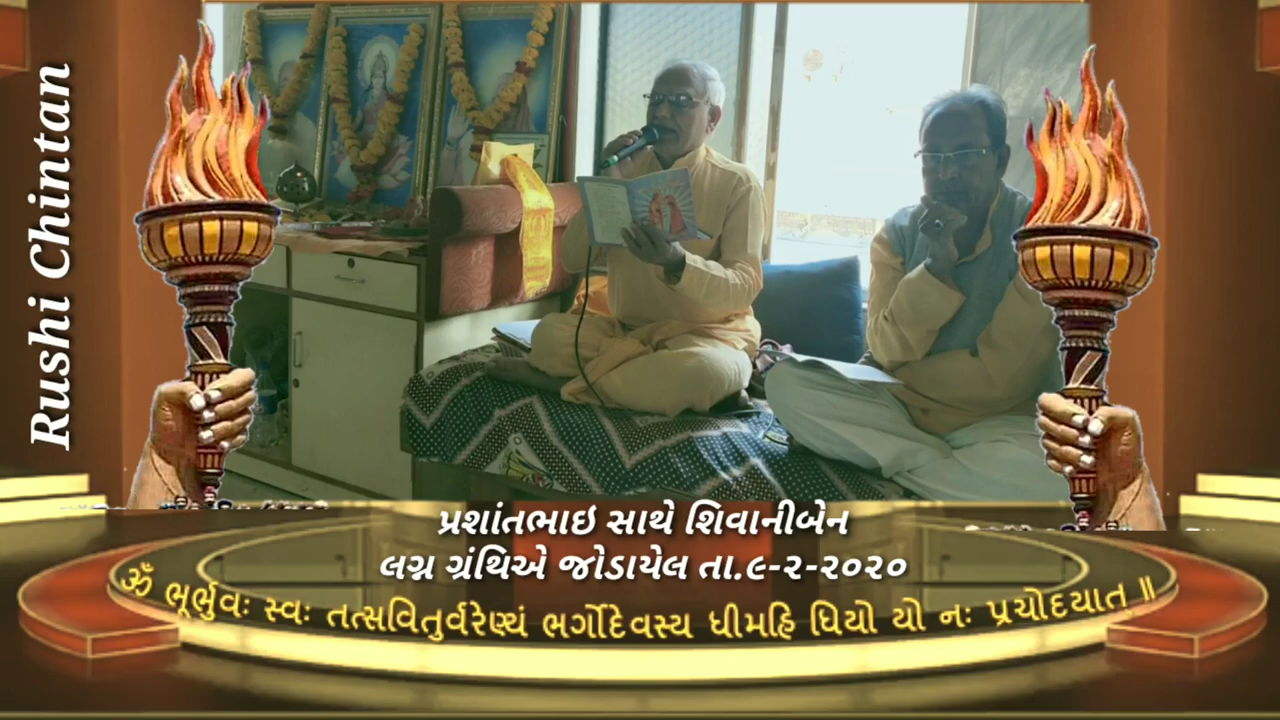 Rushi Chintan
પ્રશાંતભાઇ સાથે શિવાનીબેન
લગ્ન ગ્રંથિએ જોડાયેલ તા.૯-૨-૨૦૨૦
ૐ ભૂર્ભુવઃ સ્વઃ તત્સવિતુર્વરેણ્યં ભર્ગોદેવસ્ય ધીમહિ ધિયો યો નઃ પ્રચોદયાત ॥